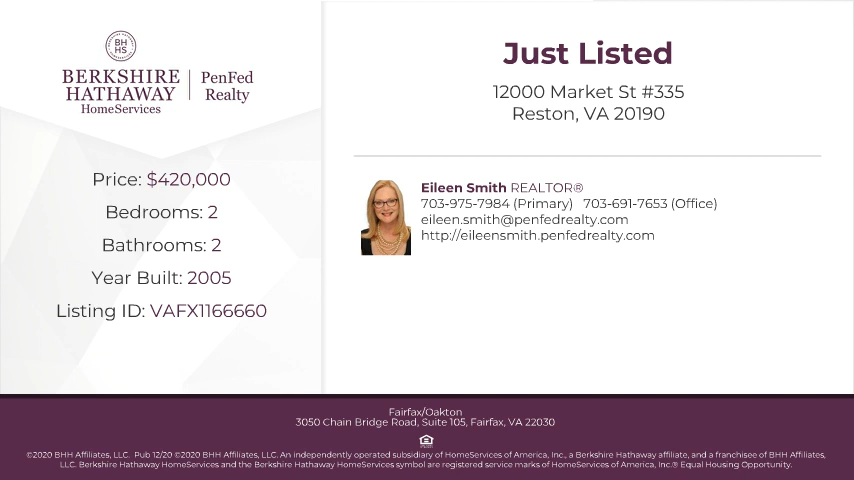 BH
HS
BERKSHIRE
HATHAWAY
HomeServices
PenFed
Realty
Price: $420,000
Bedrooms: 2
Bathrooms: 2
Year Built: 2005
Listing ID: VAFX1166660
Just Listed
12000 Market St #335
Reston, VA 20190
Eileen Smith REALTOR®
703-975-7984 (Primary) 703-691-7653 (Office)
eileen.smith@penfedrealty.com
http://eileensmith.penfedrealty.com
Fairfax/Oakton
3050 Chain Bridge Road, Suite 105, Fairfax, VA 22030
©2020 BHH Affiliates, LLC. Pub 12/20 ©2020 BHH Affiliates, LLC. An independently operated subsidiary of HomeServices of America, Inc., a Berkshire Hathaway affiliate, and a franchisee of BHH Affiliates,
LLC. Berkshire Hathaway HomeServices and the Berkshire Hathaway HomeServices symbol are registered service marks of HomeServices of America, Inc.® Equal Housing Opportunity.